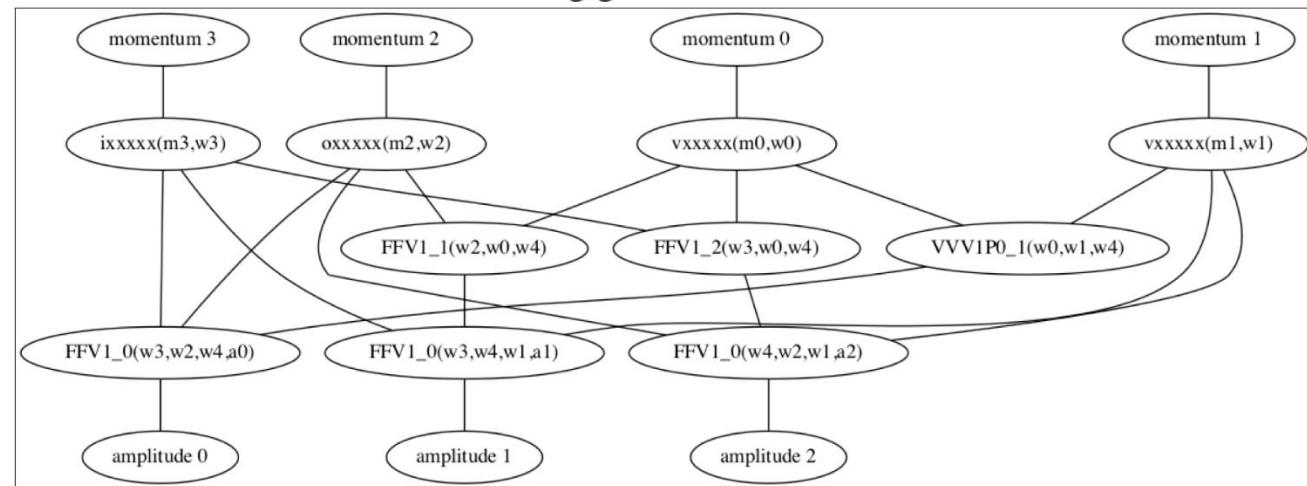 momentum 3
momentum 2
momentum 0
momentum 1
ixxxxx(m3,w3)
oxxxxx(m2,w2)
vxxxxx(m0,w0)
vxxxxx(m1,w1)
FFV1_1(w2,w0,w4)
FFV1_2(w3,w0,w4)
VVV1P0_1(w0,w1,w4)
FFV1_0(w3,w2,w4,a0)
FFV1_0(w3,w4,w1,a1)
FFV1_0(w4,w2,w1,a2)
amplitude 0
amplitude 1
amplitude 2